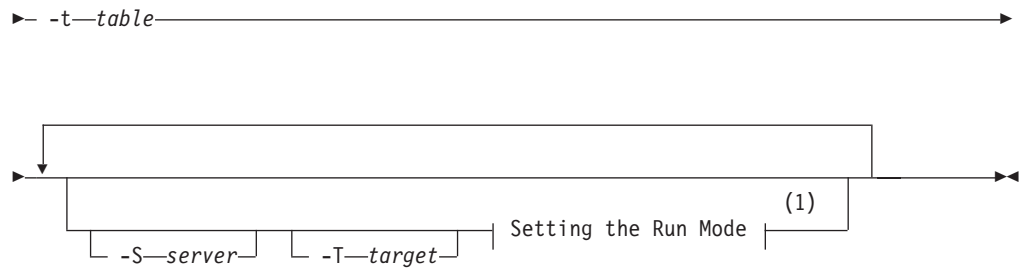 -t table
(1)
-S server -T target Setting the Run Mode